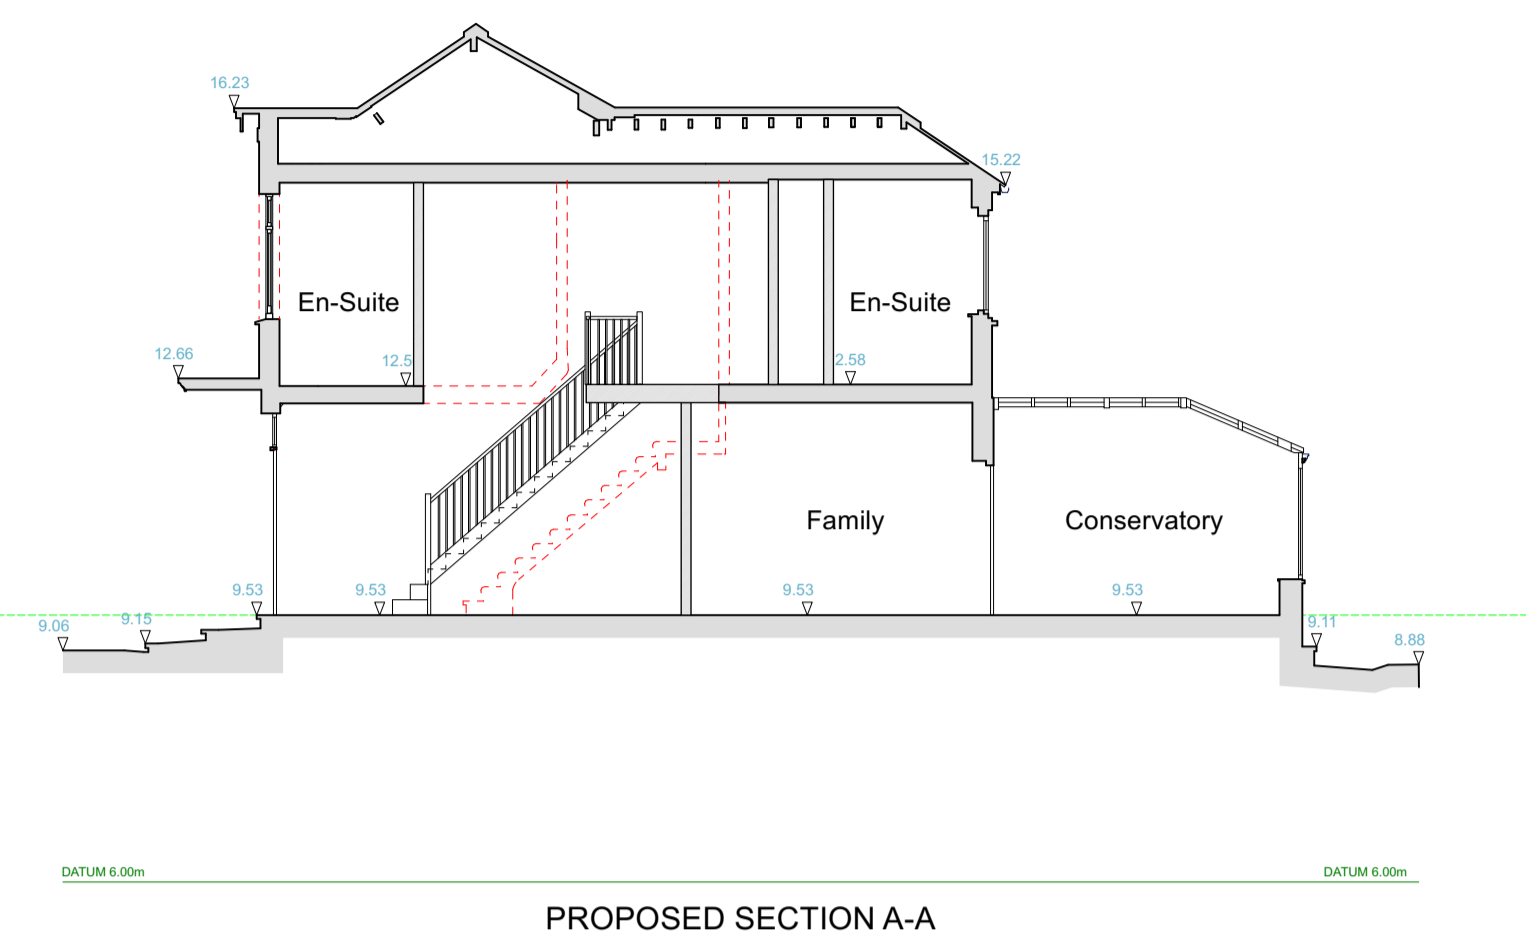 16.23
15.22
En-Suite
En-Suite
12.66
12.5
2.58
Family
Conservatory
9.53
9.53
9.53
9.53
9.06
9.15
9.11
8.88
DATUM 6.00m
DATUM 6.00m
PROPOSED SECTION A-A